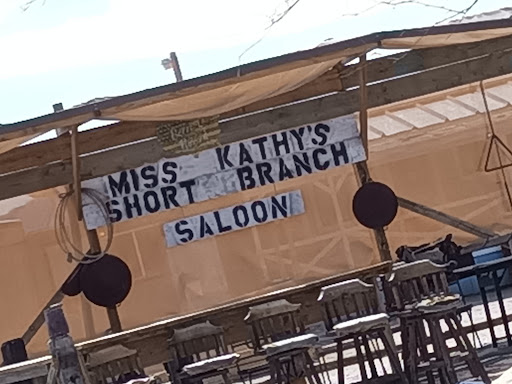 MISS KATHY'S
SHORT BRANCH
SALOON